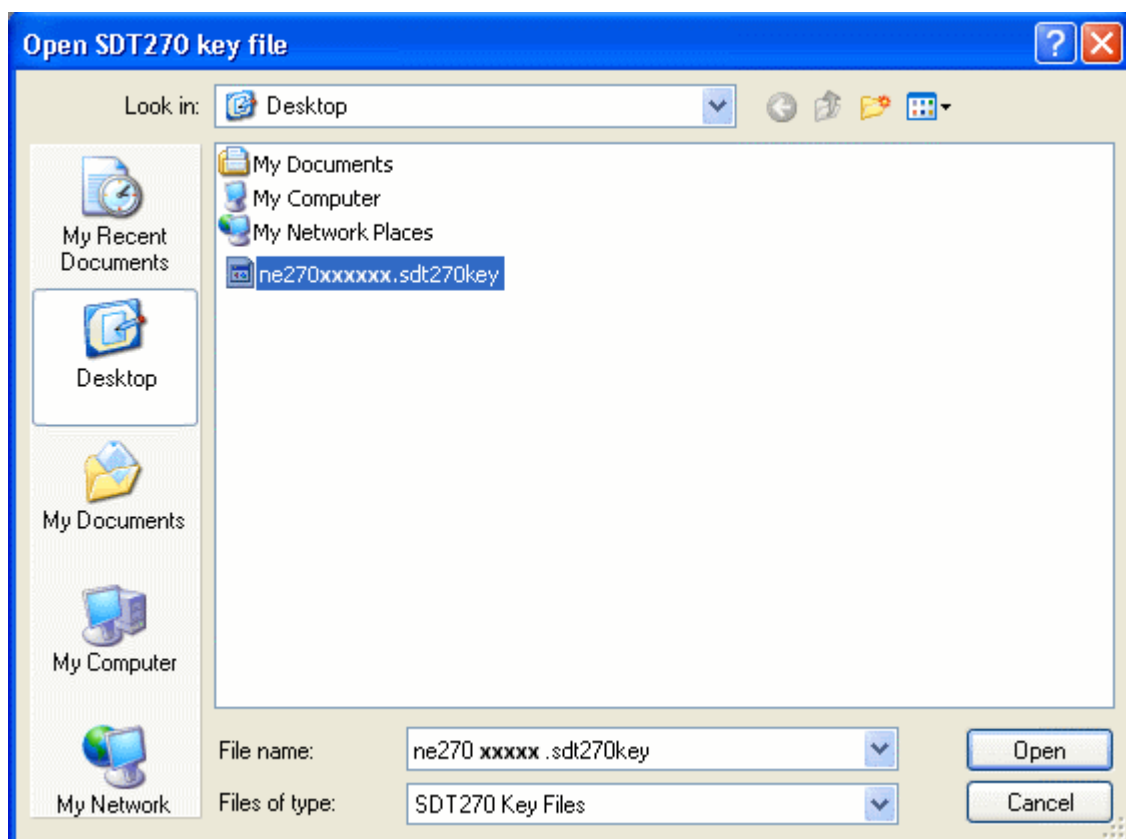 Open SDT270 key file
Look in: Desktop
My Documents
My Computer
My Network Places
ne270xxxxxx.sdt270key
My Recent
Documents
Desktop
My Documents
My Computer
My Network
File name: ne270 xxxxx .sdt270key Open
Files of type: SDT270 Key Files Cancel